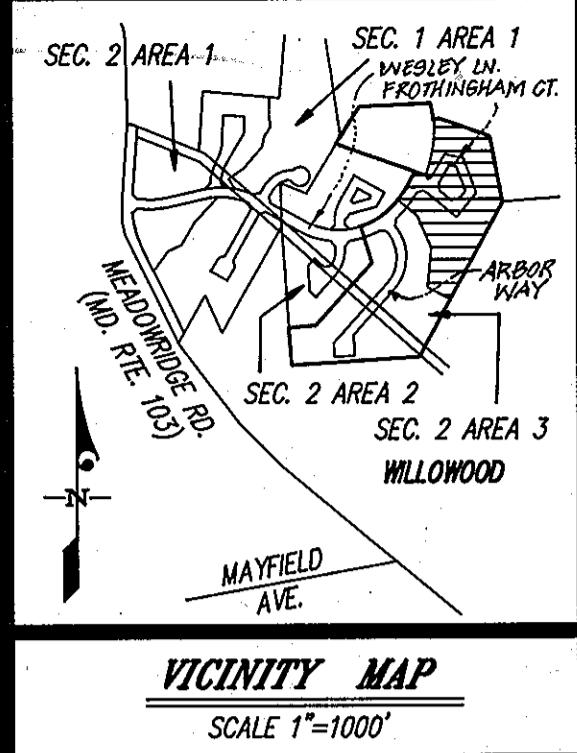 SEC. 2 AREA 1
SEC. 1 AREA 1
WESLEY LN.
FROTHINGHAM CT.
ARBOR
WAY
MEADOWRIDGE RD.
(MD. RTE. 103)
SEC. 2 AREA 2
SEC. 2 AREA 3
WILLOWOOD
N
MAYFIELD
AVE.
VICINITY MAP
SCALE 1"=1000'